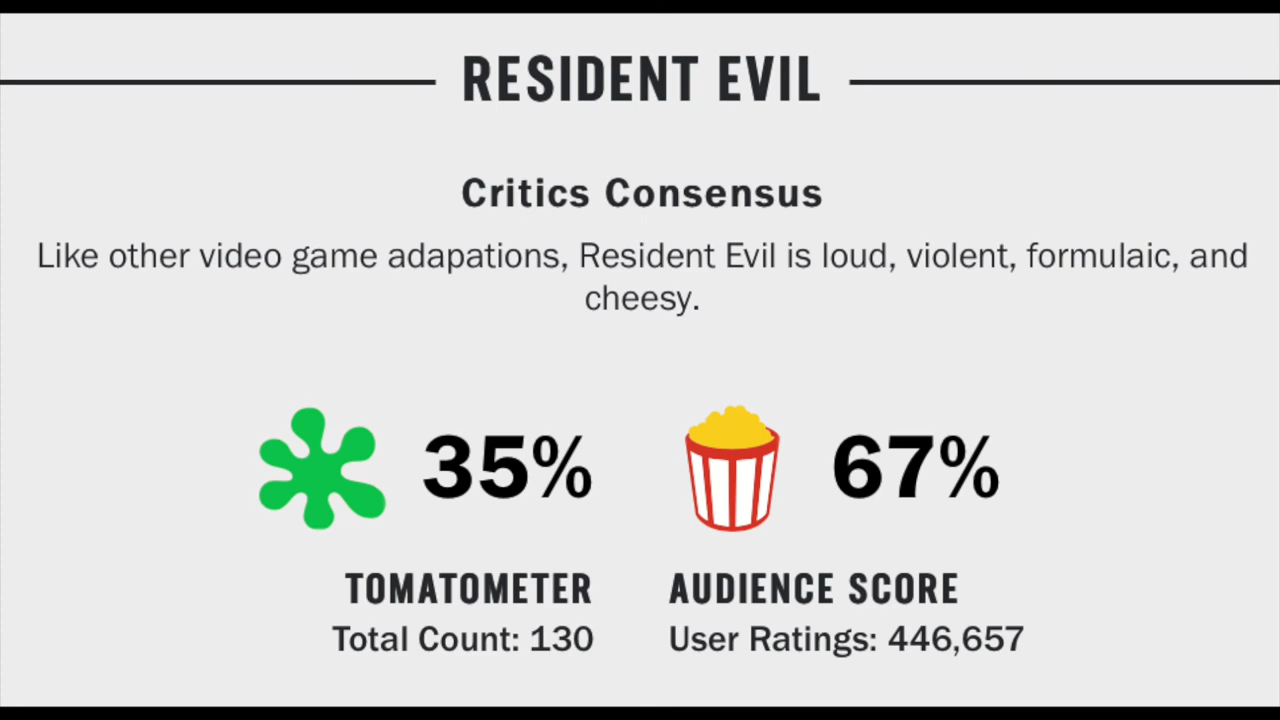 RESIDENT EVIL
Critics Consensus
Like other video game adapations, Resident Evil is loud, violent, formulaic, and
cheesy.
35%
67%
TOMATOMETER
AUDIENCE SCORE
Total Count: 130
User Ratings: 446,657